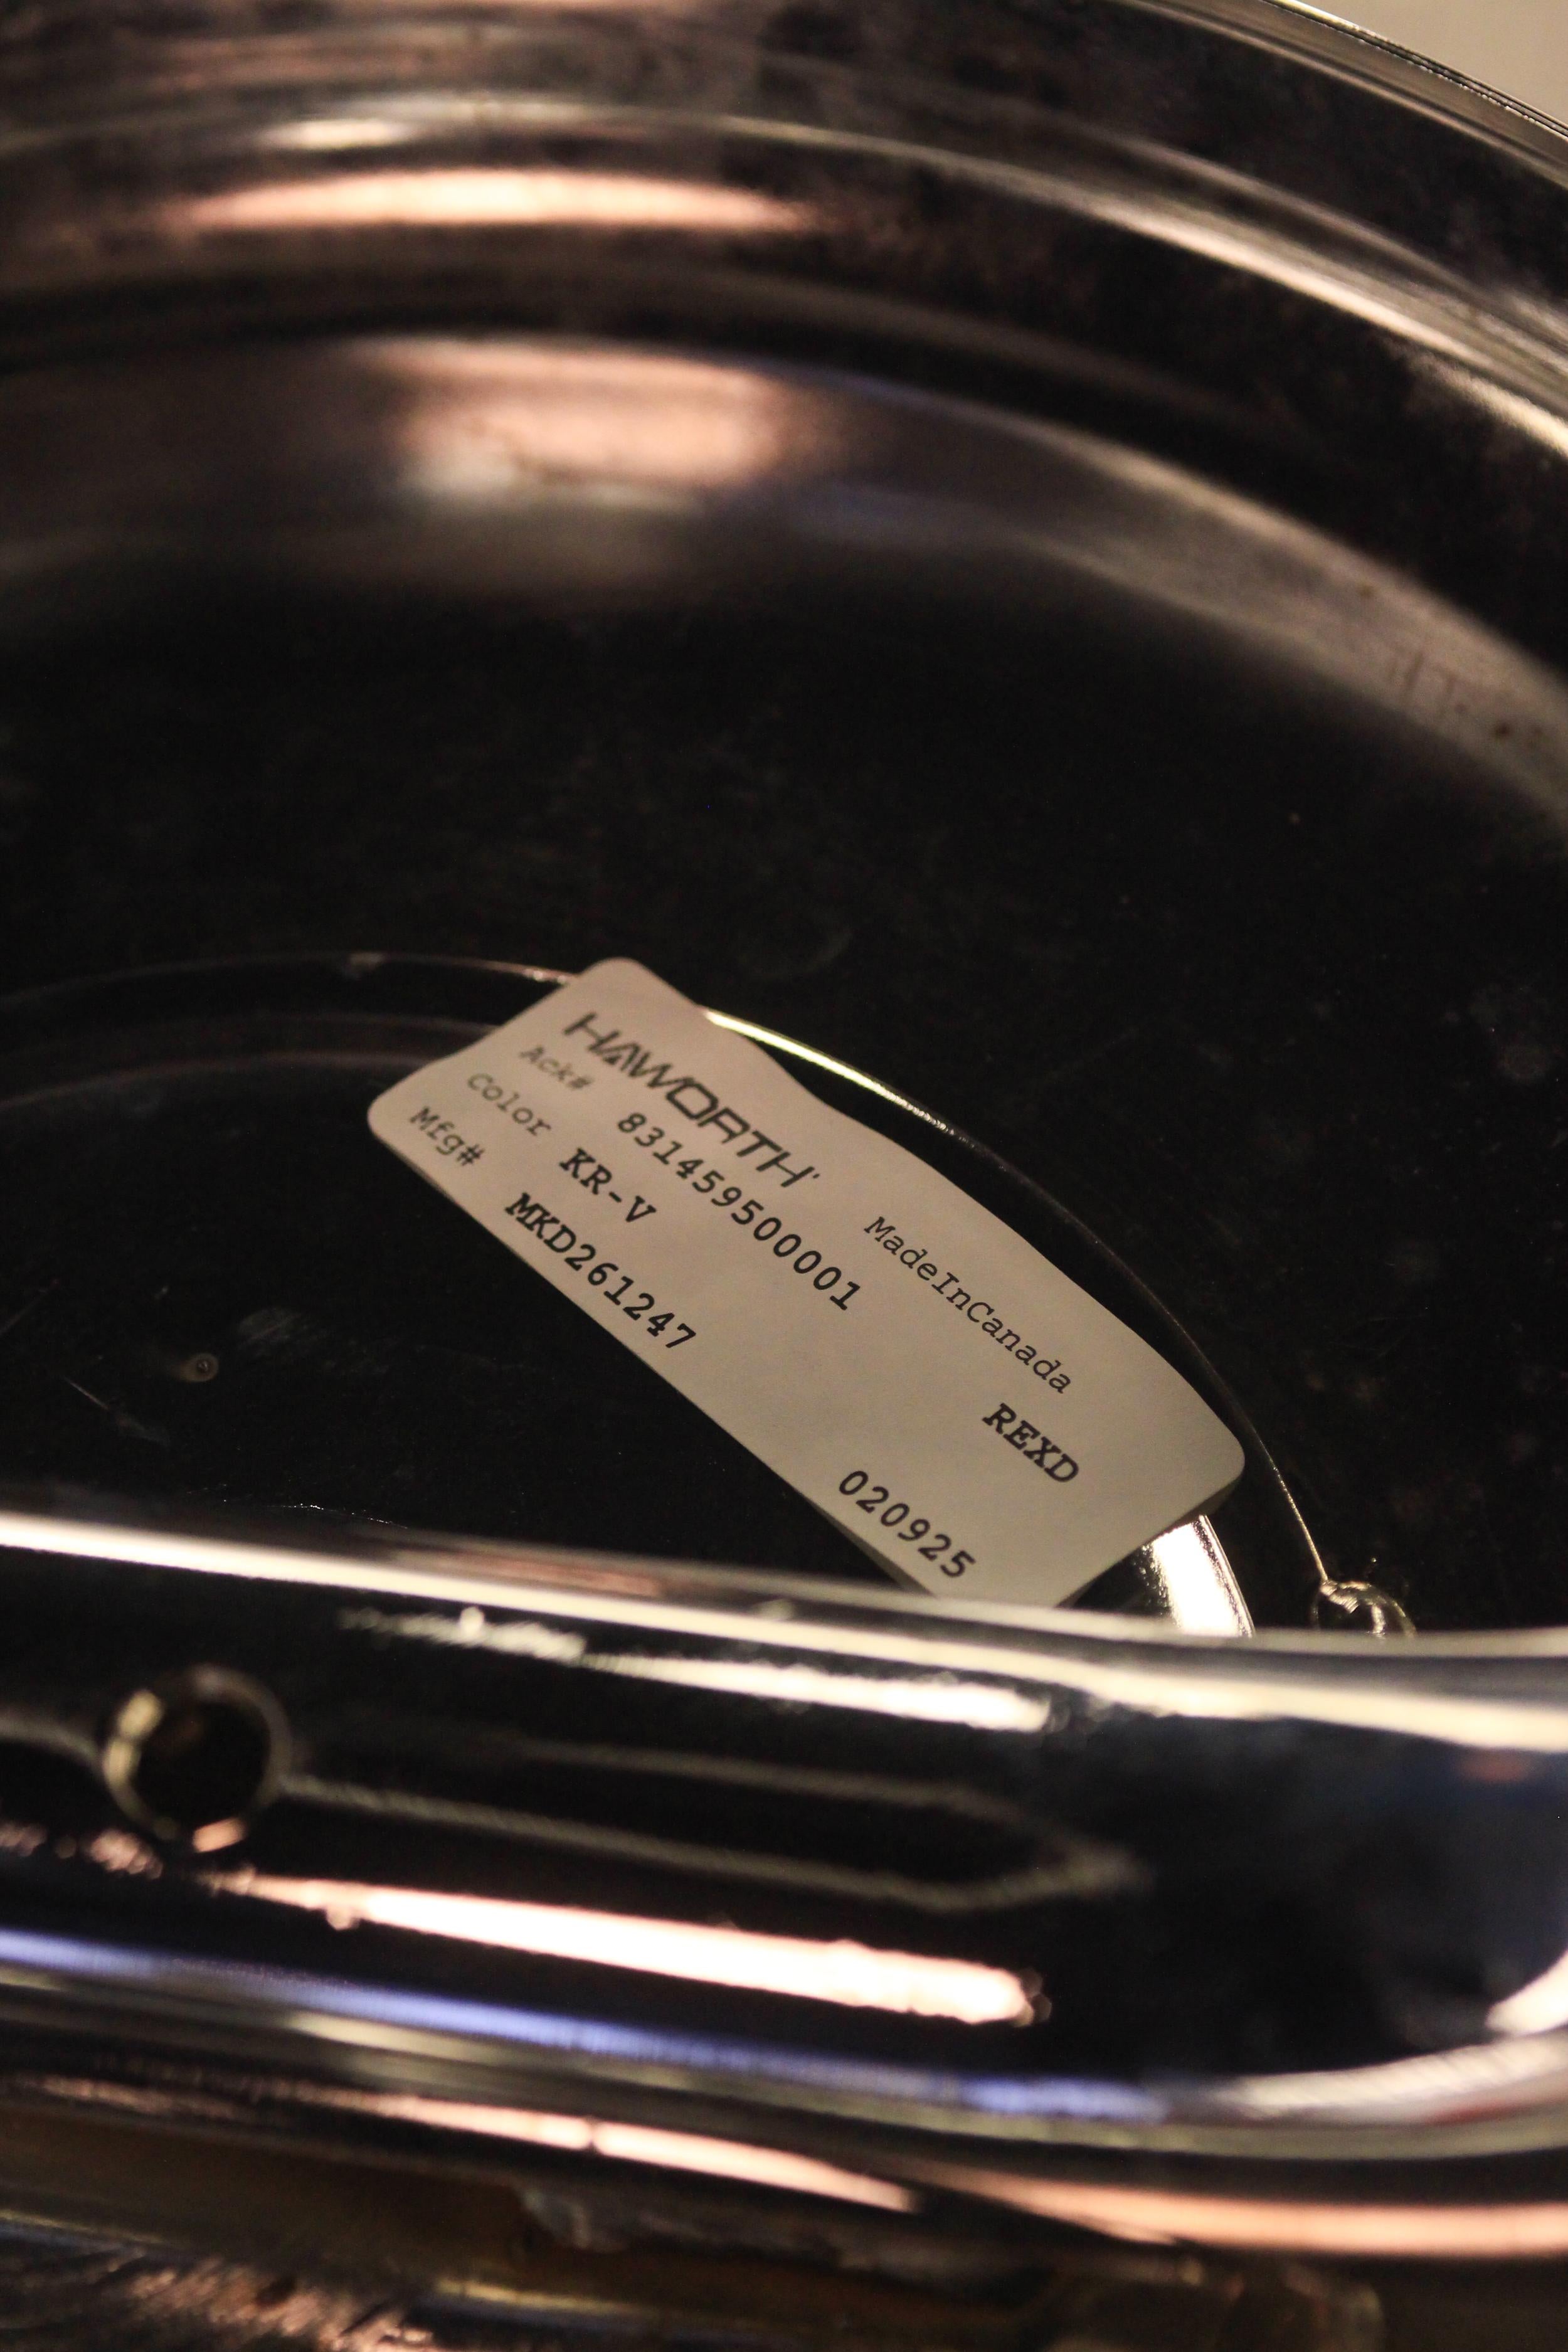 HAWORTH MadeInCanada
Ack# 831459500001 REXD
Color KR-V
Mfg# MKD261247 020925